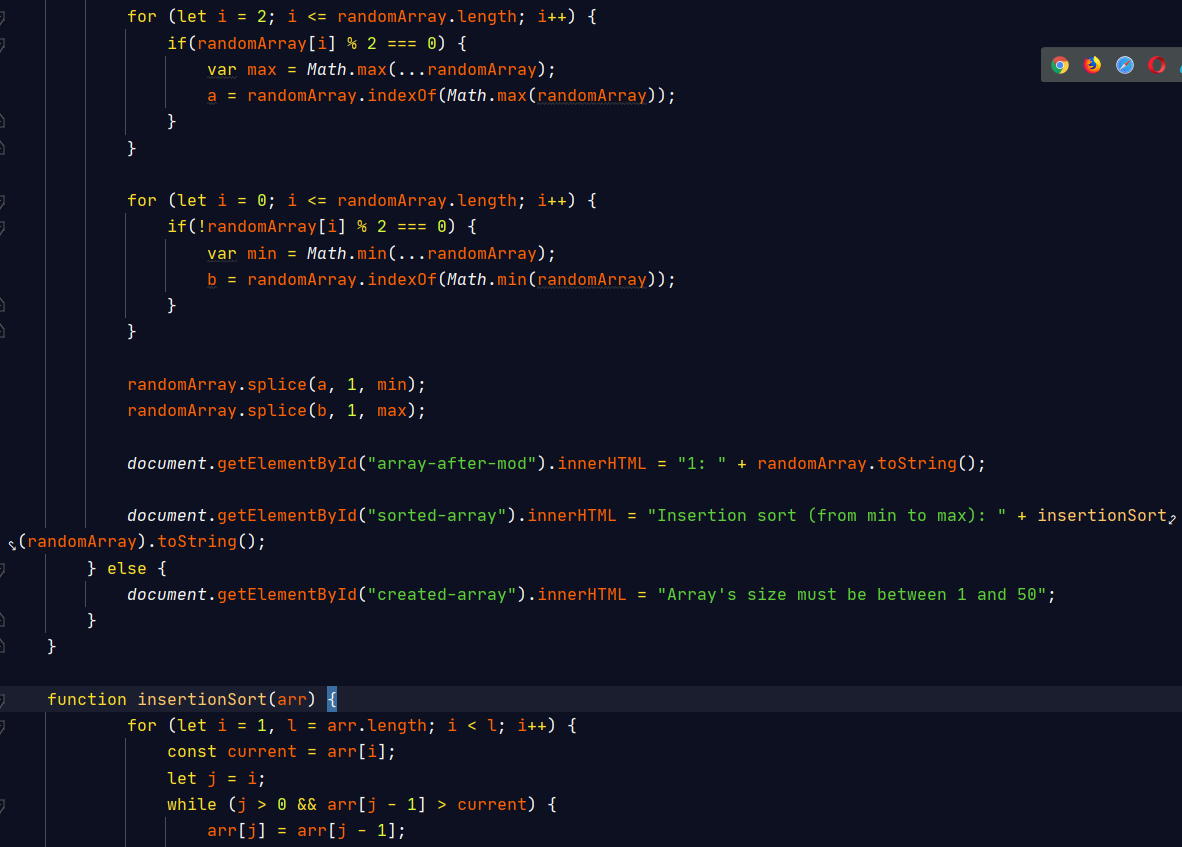 for (let i = 2; i <= randomArray.length; i++) {
if(randomArray[i] % 2 === 0) {
var max = Math.max(...randomArray);
a = randomArray.indexOf(Math.max(randomArray));
}
}
for (let i = 0; i <= randomArray.length; i++) {
if(!randomArray[i] % 2 === 0) {
var min = Math.min(...randomArray);
b = randomArray.indexOf(Math.min(randomArray));
}
}
randomArray.splice(a, 1, min);
randomArray.splice(b, 1, max);
document.getElementById("array-after-mod").innerHTML = "1: " + randomArray.toString();
document.getElementById("sorted-array").innerHTML = "Insertion sort (from min to max): " + insertionSort
(randomArray).toString();
} else {
document.getElementById("created-array").innerHTML = "Array's size must be between 1 and 50";
}
}
function insertionSort(arr) {
for (let i = 1, l = arr.length; i < l; i++) {
const current = arr[i];
let j = i;
while (j > 0 && arr[j - 1] > current) {
arr[j] = arr[j - 1];